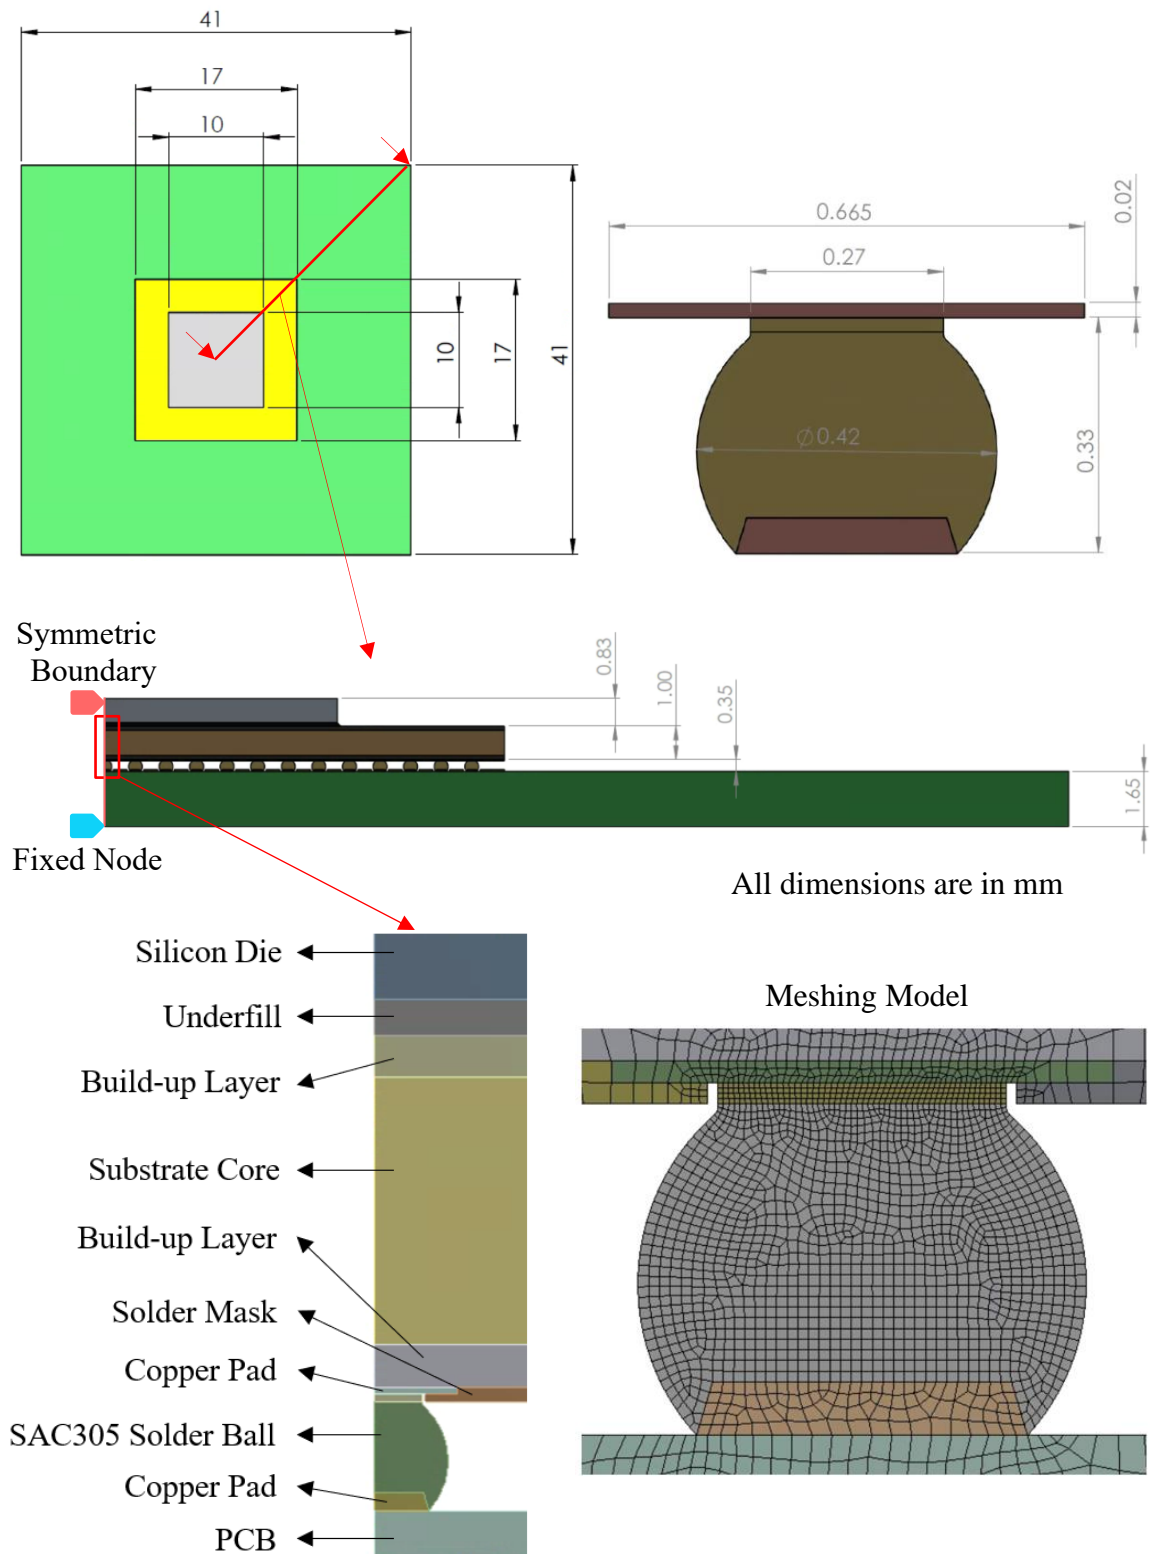 41
17
10
10
17
41
0.665
0.27
0.02
Ø0.42
0.33
Symmetric
Boundary
0.83
1.00
0.35
1.65
Fixed Node
All dimensions are in mm
Silicon Die
Underfill
Build-up Layer
Substrate Core
Build-up Layer
Solder Mask
Copper Pad
SAC305 Solder Ball
Copper Pad
PCB
Meshing Model